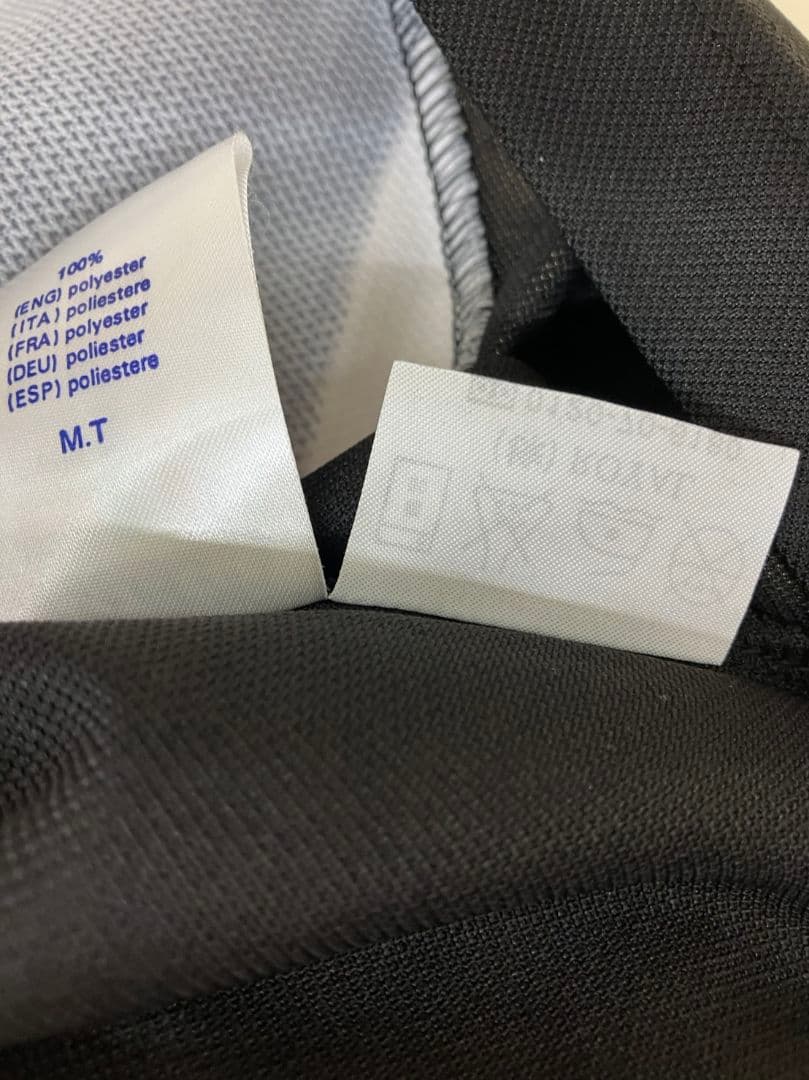 100%
(ENG) polyester
(ITA) poliestere
(FRA) polyester
(DEU) poliester
(ESP) poliestere
M.T